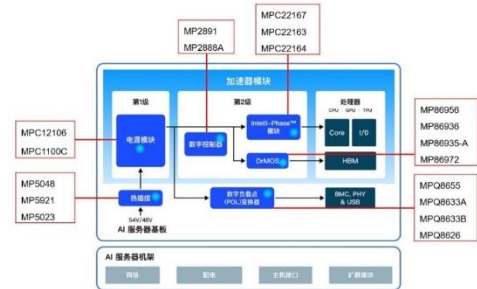 MP2891
MP2888A
MPC22167
MPC22163
MPC22164
加速器模块
第1级
第2级
处理器
CPU GPU TPU
电源模块
数字控制器
Intelli-Phase™
模块
DrMOS
Core
I/O
HBM
MPC12106
MPC1100C
MP86956
MP86936
MP86935-A
MP86972
MP5048
MP5921
MP5023
热插拔
54V/48V
AI 服务器基板
数字负载点
(POL)变换器
BMC, PHY
& USB
MPQ8655
MPQ8633A
MPQ8633B
MPQ8626
AI 服务器机架
网络
配电
主机接口
扩展模块